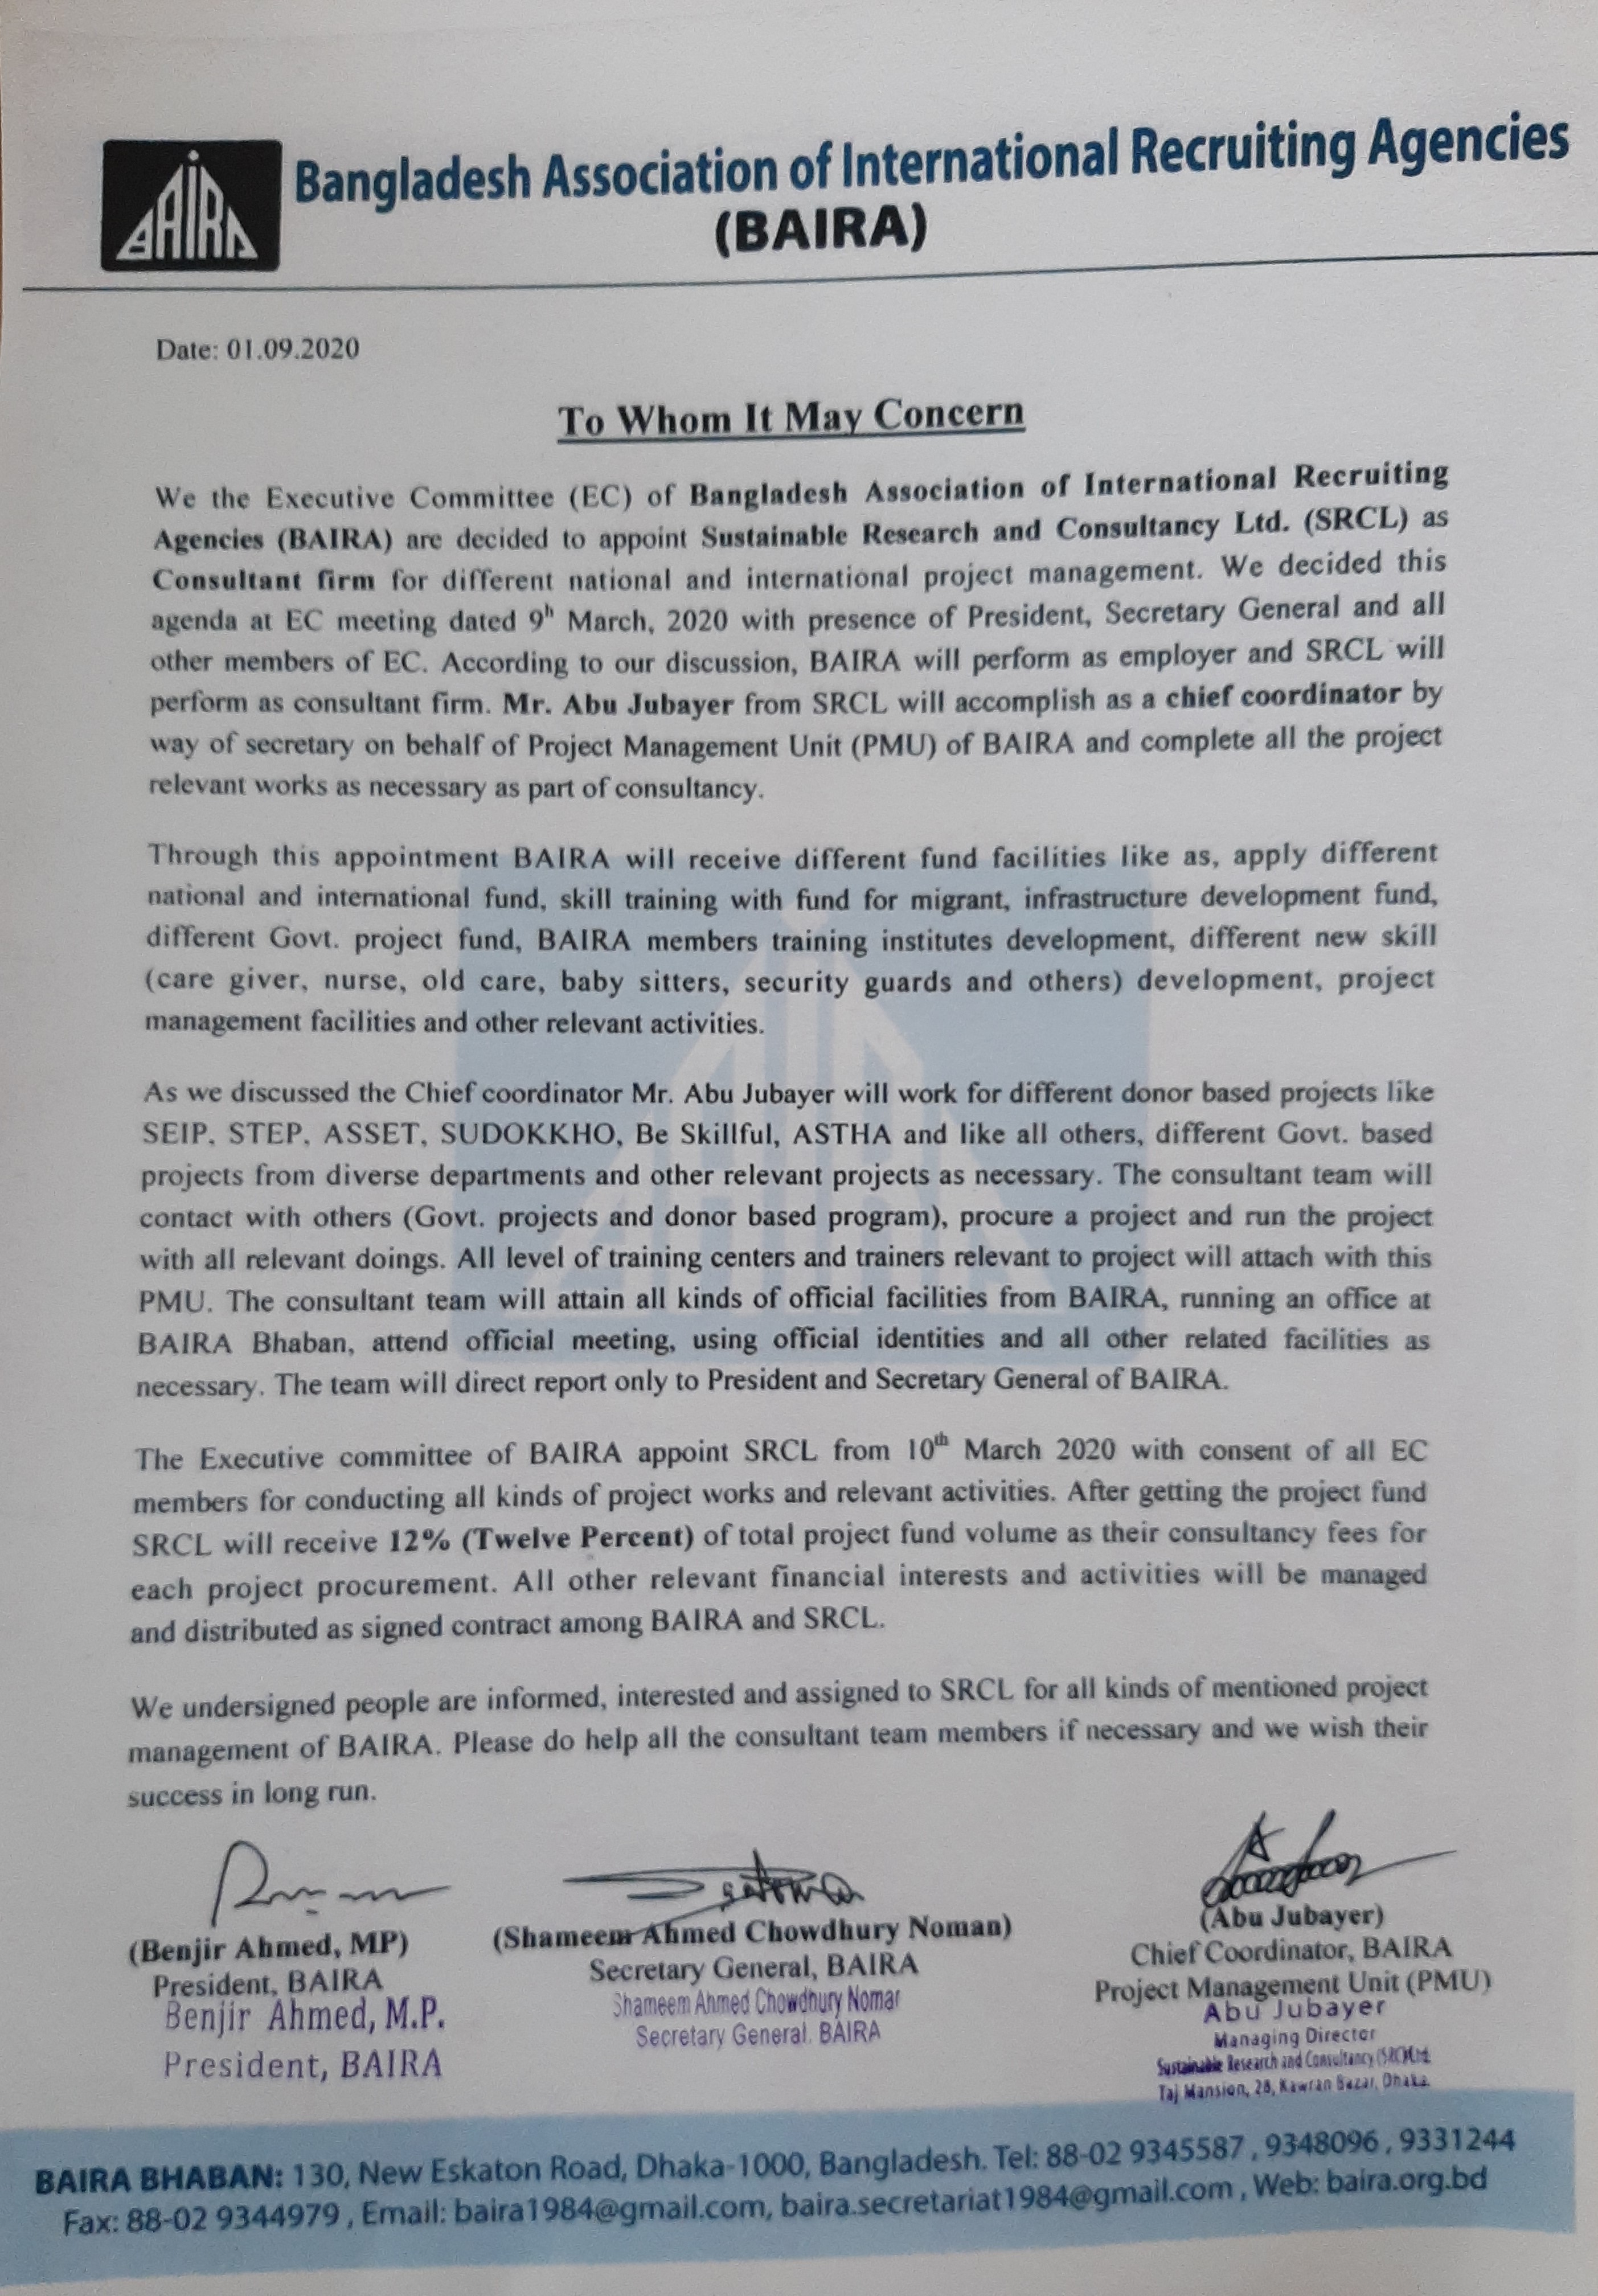 BAIRA
Bangladesh Association of International Recruiting Agencies
(BAIRA)
Date: 01.09.2020
To Whom It May Concern
We the Executive Committee (EC) of Bangladesh Association of International Recruiting
Agencies (BAIRA) are decided to appoint Sustainable Research and Consultancy Ltd. (SRCL) as
Consultant firm for different national and international project management. We decided this
agenda at EC meeting dated 9h March, 2020 with presence of President, Secretary General and all
other members of EC. According to our discussion, BAIRA will perform as employer and SRCL will
perform as consultant firm. Mr. Abu Jubayer from SRCL will accomplish as a chief coordinator by
way of secretary on behalf of Project Management Unit (PMU) of BAIRA and complete all the project
relevant works as necessary as part of consultancy.
Through this appointment BAIRA will receive different fund facilities like as, apply different
national and international fund, skill training with fund for migrant, infrastructure development fund,
different Govt. project fund, BAIRA members training institutes development, different new skill
(care giver, nurse, old care, baby sitters, security guards and others) development, project
management facilities and other relevant activities.
As we discussed the Chief coordinator Mr. Abu Jubayer will work for different donor based projects like
SEIP, STEP, ASSET, SUDOKKHO, Be Skillful, ASTHA and like all others, different Govt. based
projects from diverse departments and other relevant projects as necessary. The consultant team will
contact with others (Govt. projects and donor based program), procure a project and run the project
with all relevant doings. All level of training centers and trainers relevant to project will attach with this
PMU. The consultant team will attain all kinds of official facilities from BAIRA, running an office at
BAIRA Bhaban, attend official meeting, using official identities and all other related facilities as
necessary. The team will direct report only to President and Secretary General of BAIRA.
The Executive committee of BAIRA appoint SRCL from 10th March 2020 with consent of all EC
members for conducting all kinds of project works and relevant activities. After getting the project fund
SRCL will receive 12% (Twelve Percent) of total project fund volume as their consultancy fees for
each project procurement. All other relevant financial interests and activities will be managed
and distributed as signed contract among BAIRA and SRCL.
We undersigned people are informed, interested and assigned to SRCL for all kinds of mentioned project
management of BAIRA. Please do help all the consultant team members if necessary and we wish their
success in long run.
(Benjir Ahmed, MP)
President, BAIRA
Benjir Ahmed, M.P.
President, BAIRA
(Shameem Ahmed Chowdhury Noman)
Secretary General, BAIRA
Shameem Ahmed Chowdhury Noman
Secretary General. BAIRA
(Abu Jubayer)
Chief Coordinator, BAIRA
Project Management Unit (PMU)
Abu Jubayer
Managing Director
Sustainable Research and Consultancy (SRC) Ltd.
Taj Mansion, 28, Kawran Bazar, Dhaka.
BAIRA BHABAN: 130, New Eskaton Road, Dhaka-1000, Bangladesh. Tel: 88-02 9345587 , 9348096 , 9331244
Fax: 88-02 9344979 , Email: baira1984@gmail.com, baira.secretariat1984@gmail.com , Web: baira.org.bd